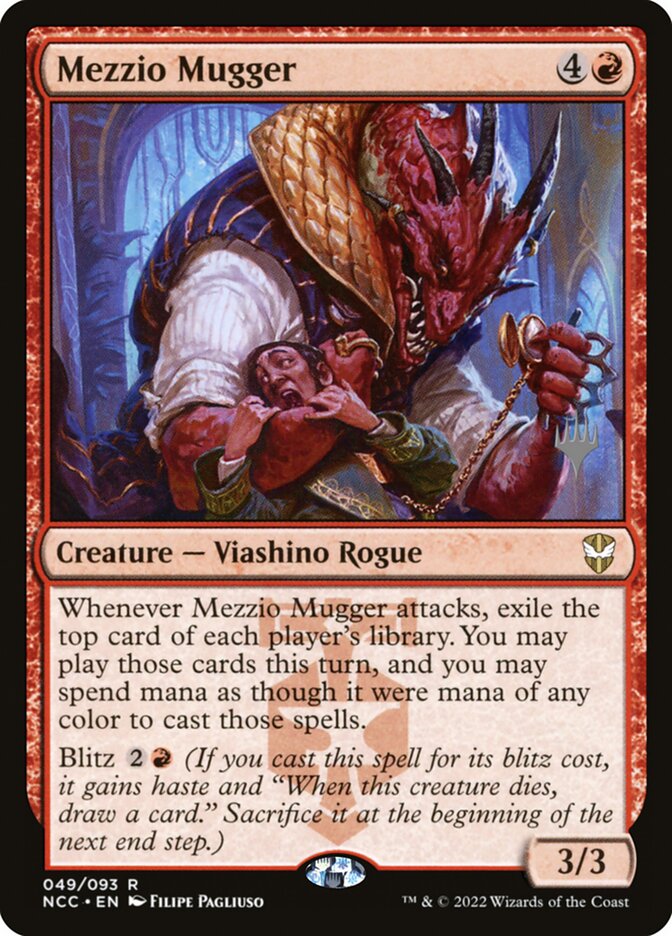 Mezzio Mugger 4
Creature — Viashino Rogue
Whenever Mezzio Mugger attacks, exile the
top card of each player's library. You may
play those cards this turn, and you may
spend mana as though it were mana of any
color to cast those spells.
Blitz 2 (If you cast this spell for its blitz cost,
it gains haste and “When this creature dies,
draw a card.” Sacrifice it at the beginning of the
next end step.)
3/3
049/093 R
NCC • EN FILIPE PAGLIUSO ™ & © 2022 Wizards of the Coast